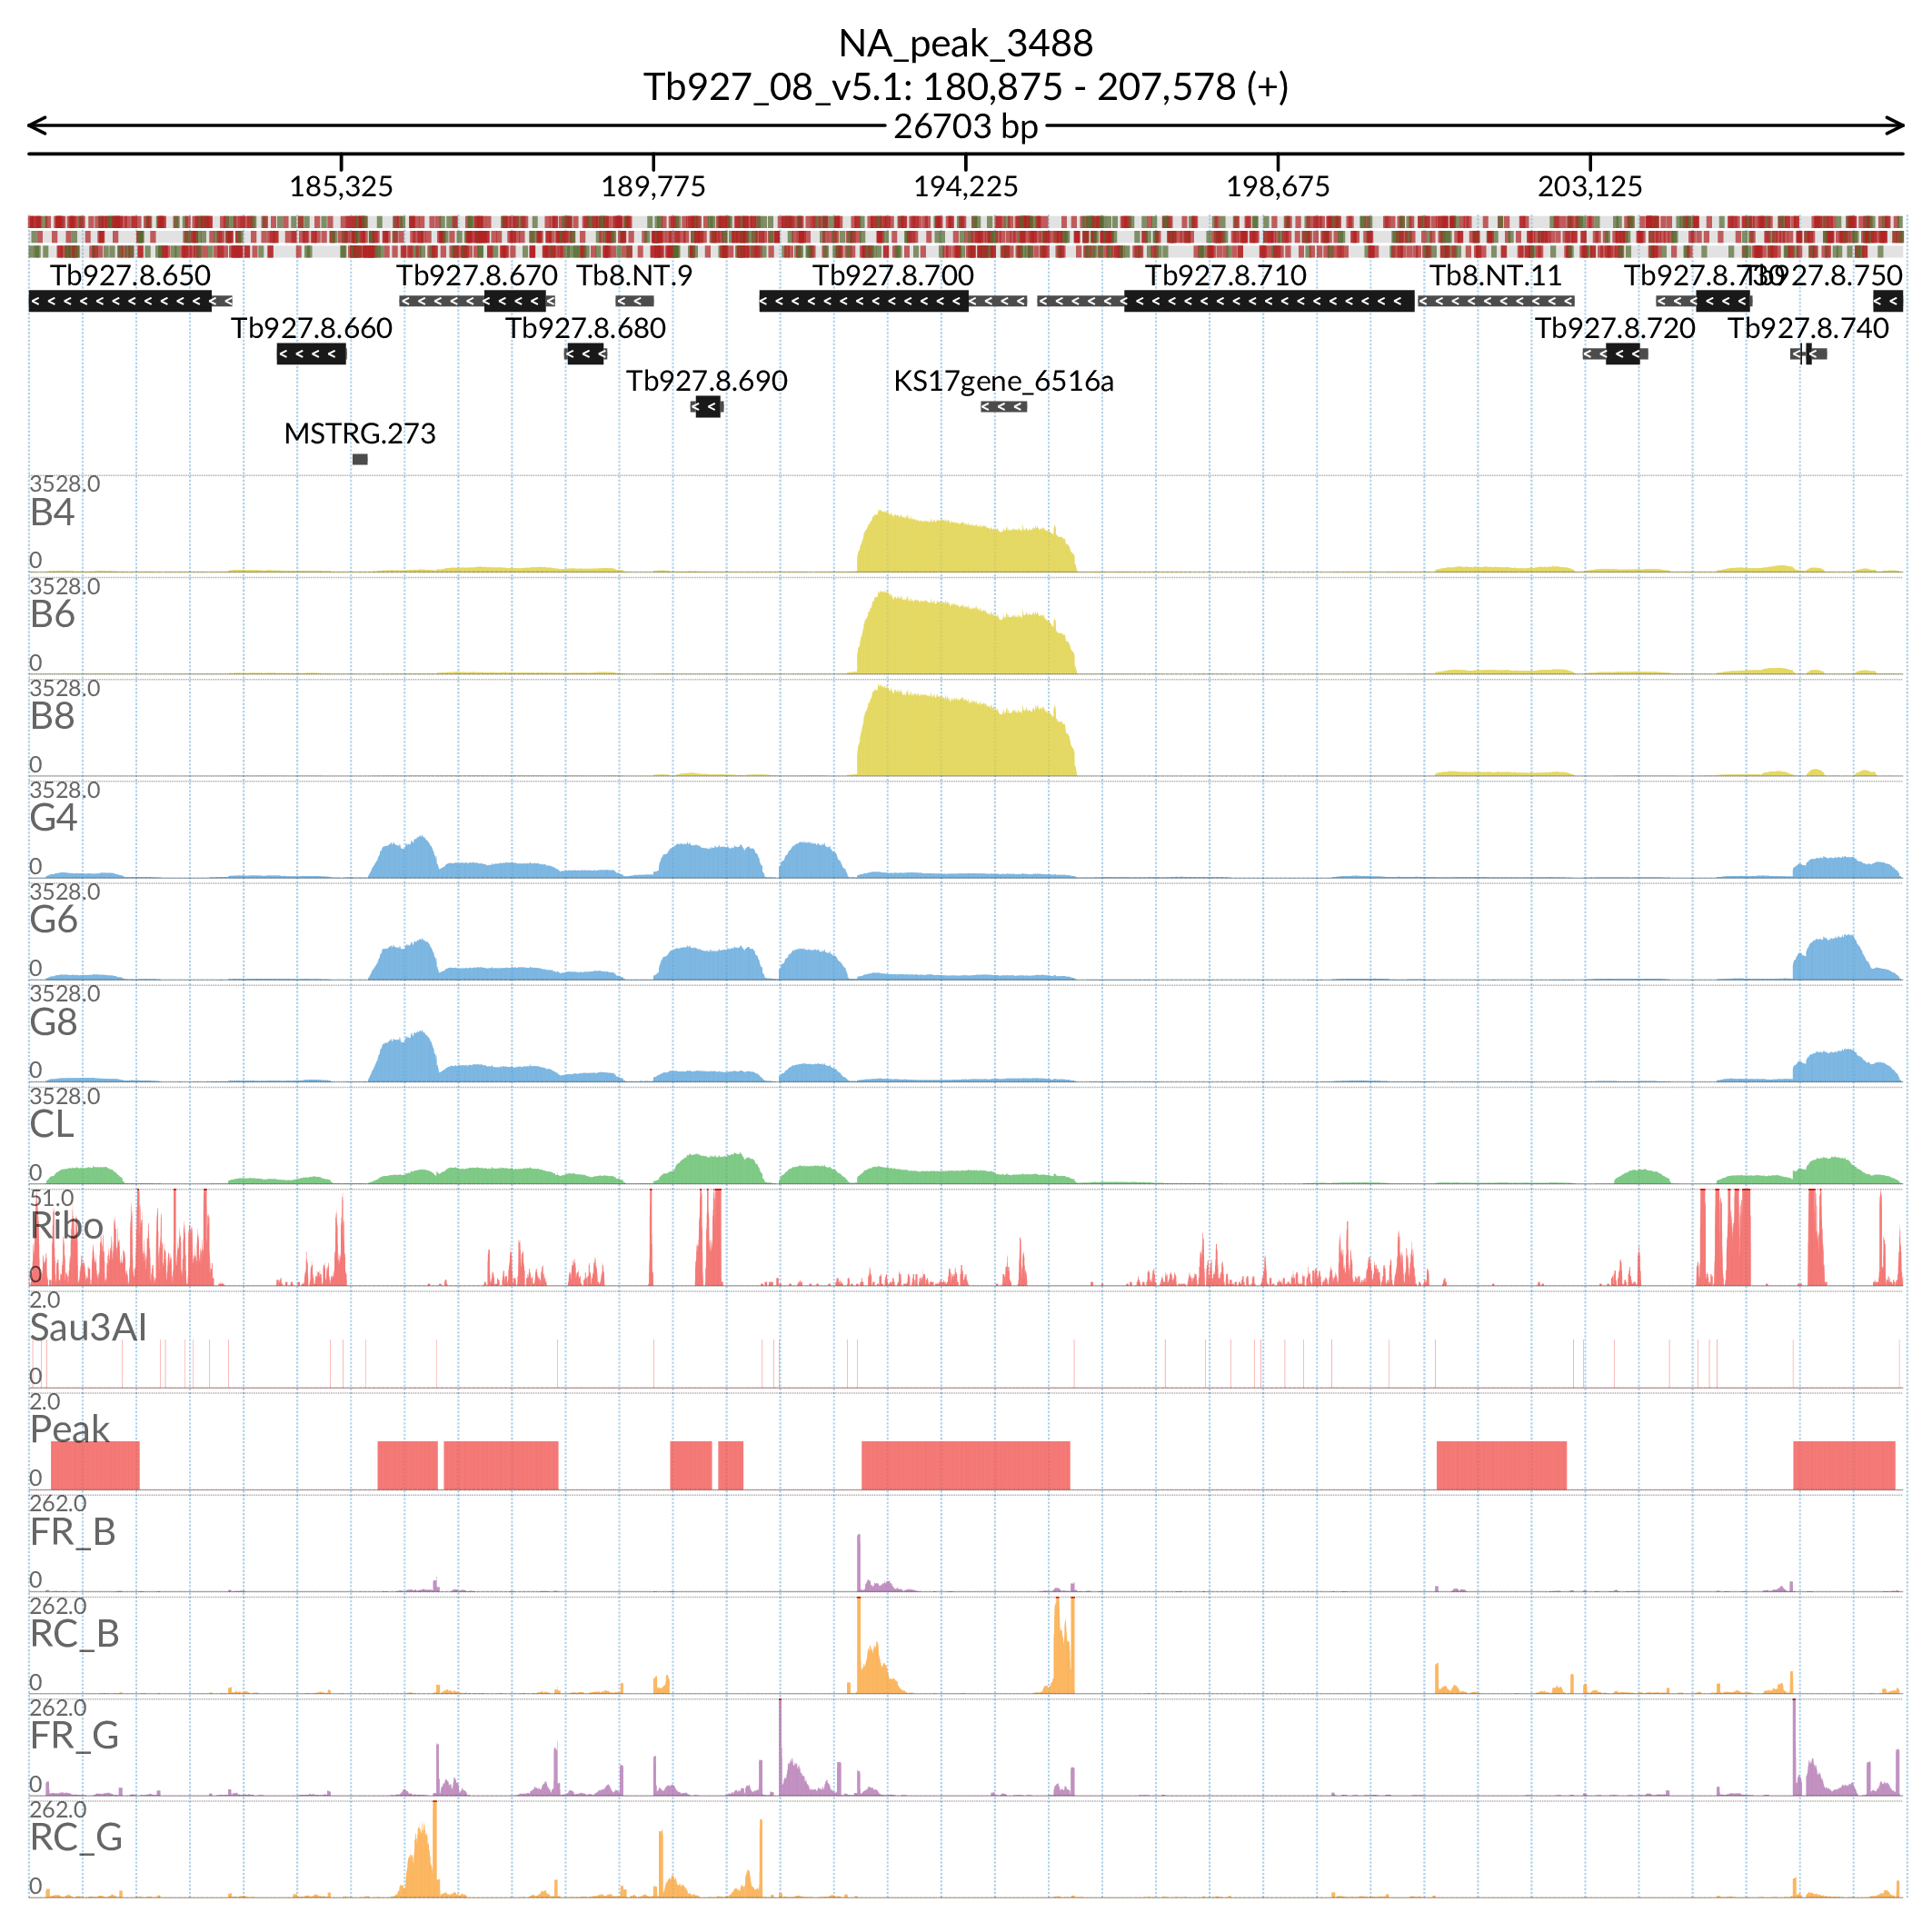 NA_peak_3488
Tb927_08_v5.1: 180,875 - 207,578 (+)
26703 bp
185,325 189,775 194,225 198,675 203,125
Tb927.8.650 Tb927.8.670 Tb8.NT.9 Tb927.8.700 Tb927.8.710 Tb8.NT.11 Tb927.8.730 Tb927.8.750
Tb927.8.660 Tb927.8.680 Tb927.8.720 Tb927.8.740
Tb927.8.690 KS17gene_6516a
MSTRG.273
3528.0
B4
0
3528.0
B6
0
3528.0
B8
0
3528.0
G4
0
3528.0
G6
0
3528.0
G8
0
3528.0
CL
0
51.0
Ribo
0
2.0
Sau3AI
0
2.0
Peak
0
262.0
FR_B
0
262.0
RC_B
0
262.0
FR_G
0
262.0
RC_G
0